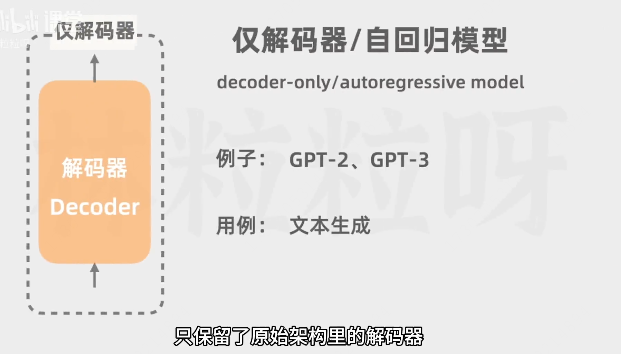 仅解码器
仅解码器/自回归模型
decoder-only/autoregressive model
解码器
Decoder
例子： GPT-2、GPT-3
用例： 文本生成
林粒粒呀
只保留了原始架构里的解码器